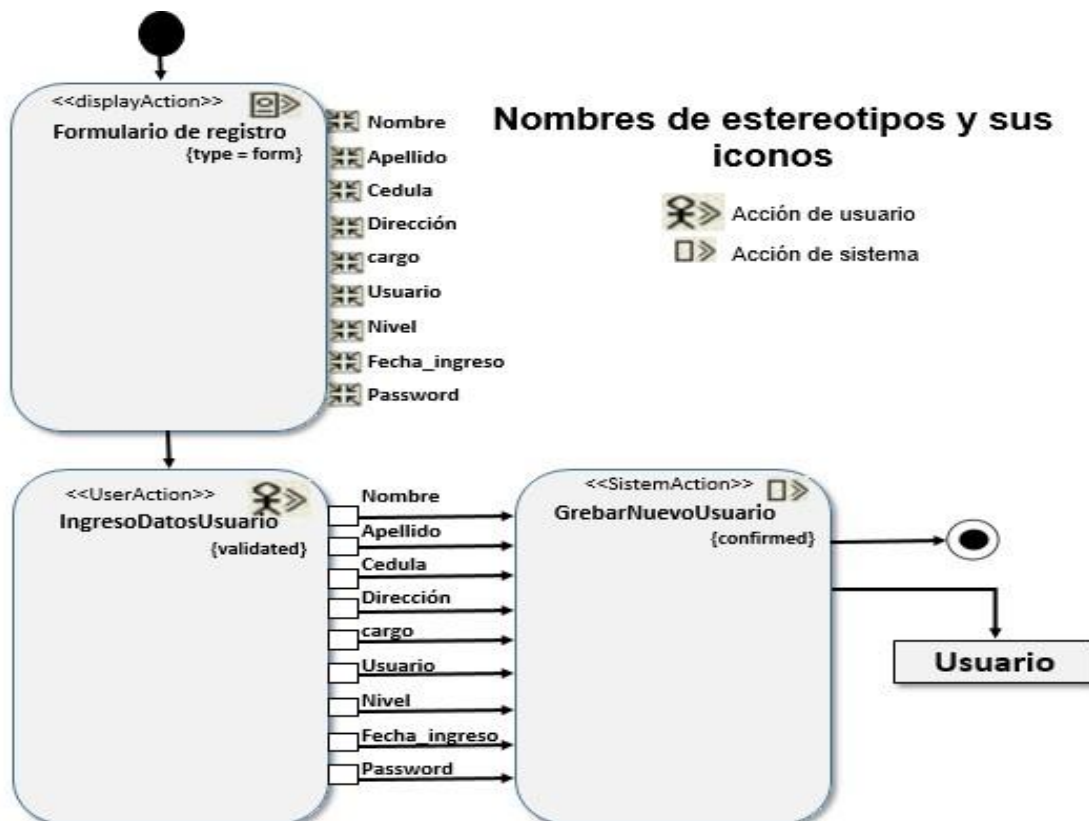 <<displayAction>>
Formulario de registro
{type = form}
Nombre
Apellido
Cedula
Dirección
cargo
Usuario
Nivel
Fecha_ingreso
Password
Nombres de estereotipos y sus
iconos
Acción de usuario
Acción de sistema
<<UserAction>>
IngresoDatosUsuario
{validated}
Nombre
Apellido
Cedula
Dirección
cargo
Usuario
Nivel
Fecha_ingreso
Password
<<SistemAction>>
GrebarNuevoUsuario
{confirmed}
Usuario